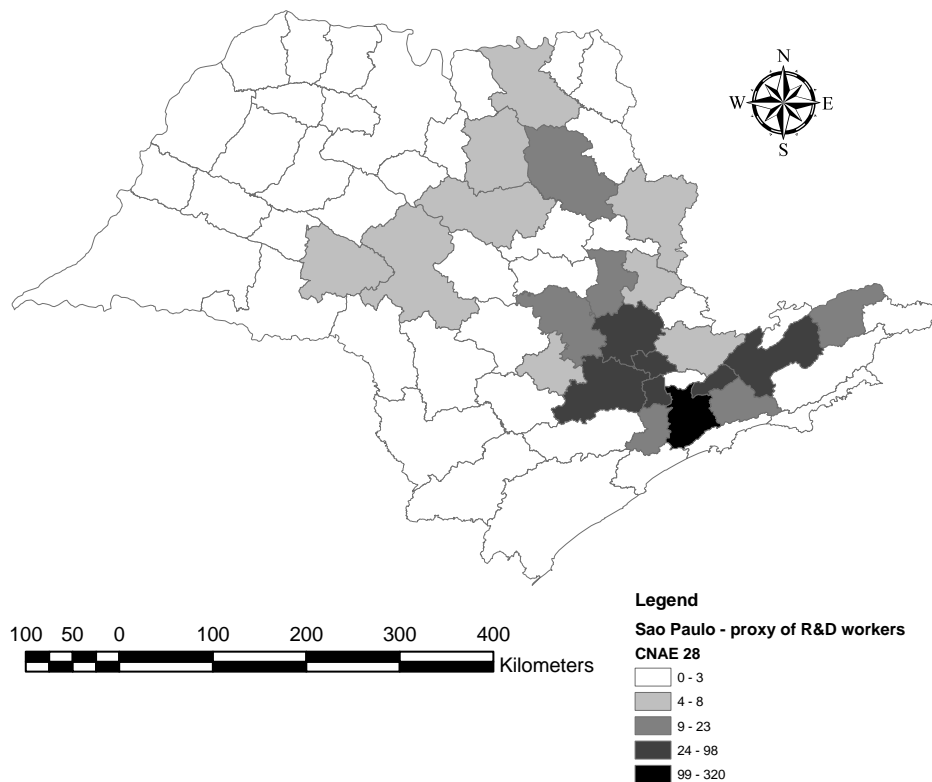 N
W E
S
100 50 0 100 200 300 400
Kilometers
Legend
Sao Paulo - proxy of R&D workers
CNAE 28
0 - 3
4 - 8
9 - 23
24 - 98
99 - 320